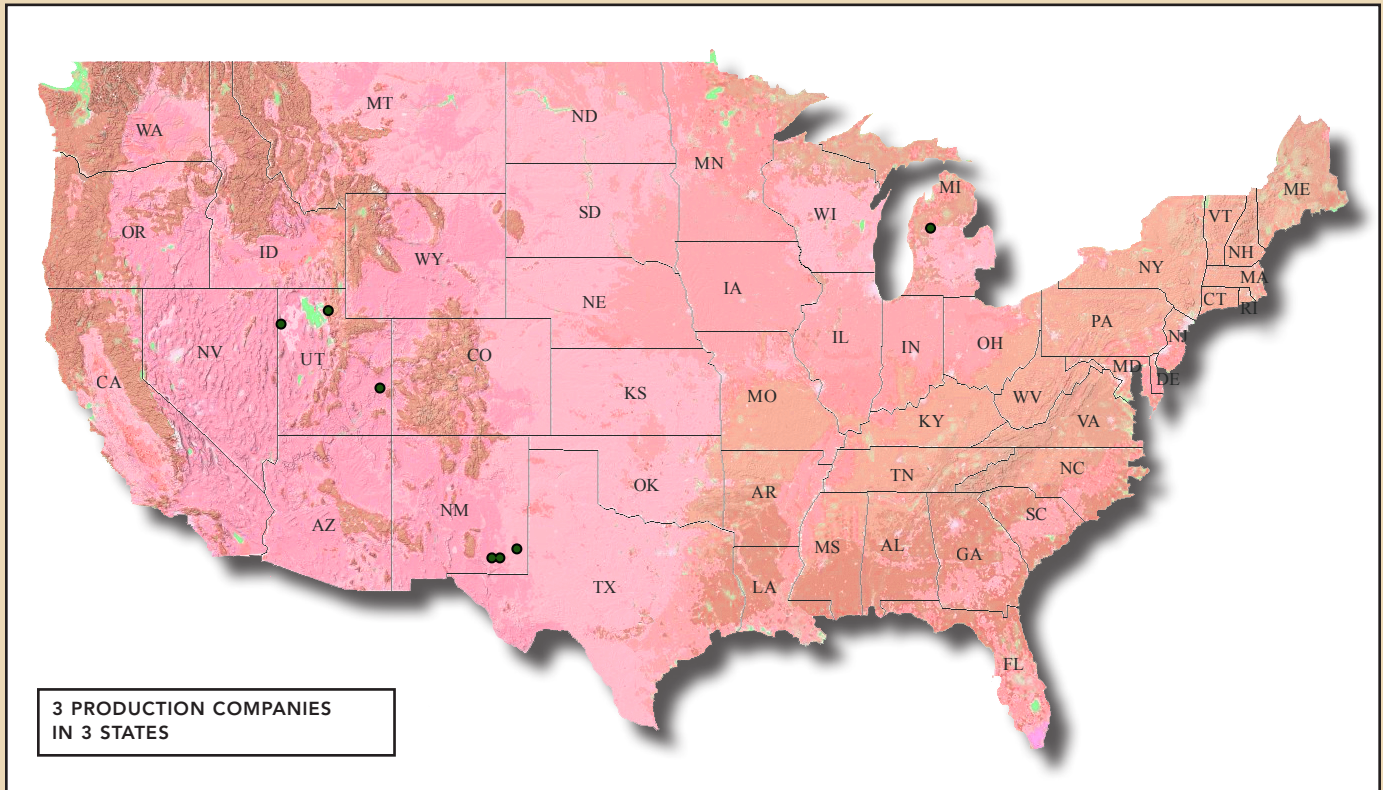 WA
MT
ND
MN
OR
ID
WY
SD
WI
MI
VT
ME
NH
NY
MA
CT
RI
NV
UT
CO
NE
IA
IL
IN
OH
PA
NJ
MD
DE
CA
KS
MO
KY
WV
VA
AZ
NM
OK
AR
TN
NC
SC
TX
LA
MS
AL
GA
FL
3 PRODUCTION COMPANIES
IN 3 STATES